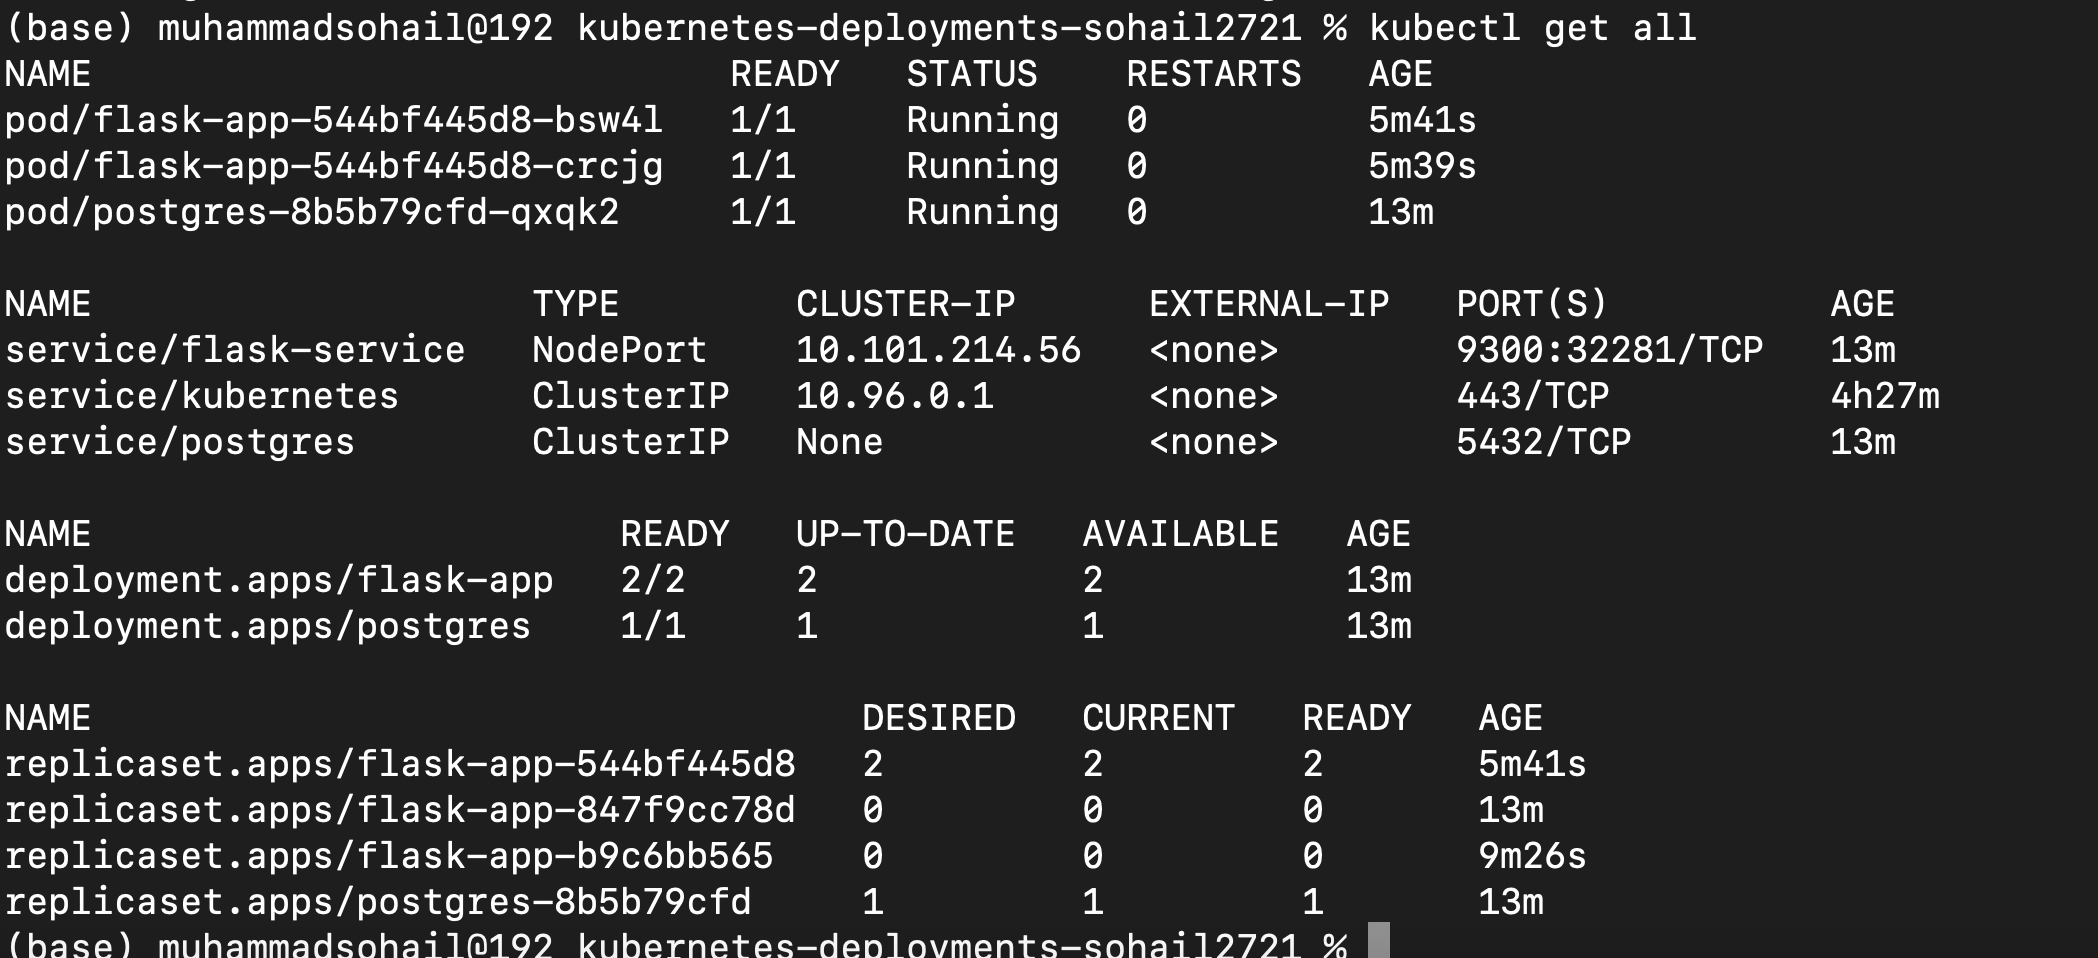 (base) muhammadsohail@192 kubernetes-deployments-sohail2721 % kubectl get all
NAME READY STATUS RESTARTS AGE
pod/flask-app-544bf445d8-bsw4l 1/1 Running 0 5m41s
pod/flask-app-544bf445d8-crcjg 1/1 Running 0 5m39s
pod/postgres-8b5b79cfd-qxqk2 1/1 Running 0 13m
NAME TYPE CLUSTER-IP EXTERNAL-IP PORT(S) AGE
service/flask-service NodePort 10.101.214.56 <none> 9300:32281/TCP 13m
service/kubernetes ClusterIP 10.96.0.1 <none> 443/TCP 4h27m
service/postgres ClusterIP None <none> 5432/TCP 13m
NAME READY UP-TO-DATE AVAILABLE AGE
deployment.apps/flask-app 2/2 2 2 13m
deployment.apps/postgres 1/1 1 1 13m
NAME DESIRED CURRENT READY AGE
replicaset.apps/flask-app-544bf445d8 2 2 2 5m41s
replicaset.apps/flask-app-847f9cc78d 0 0 0 13m
replicaset.apps/flask-app-b9c6bb565 0 0 0 9m26s
replicaset.apps/postgres-8b5b79cfd 1 1 1 13m
(base) muhammadsohail@192 kubernetes-deployments-sohail2721 %